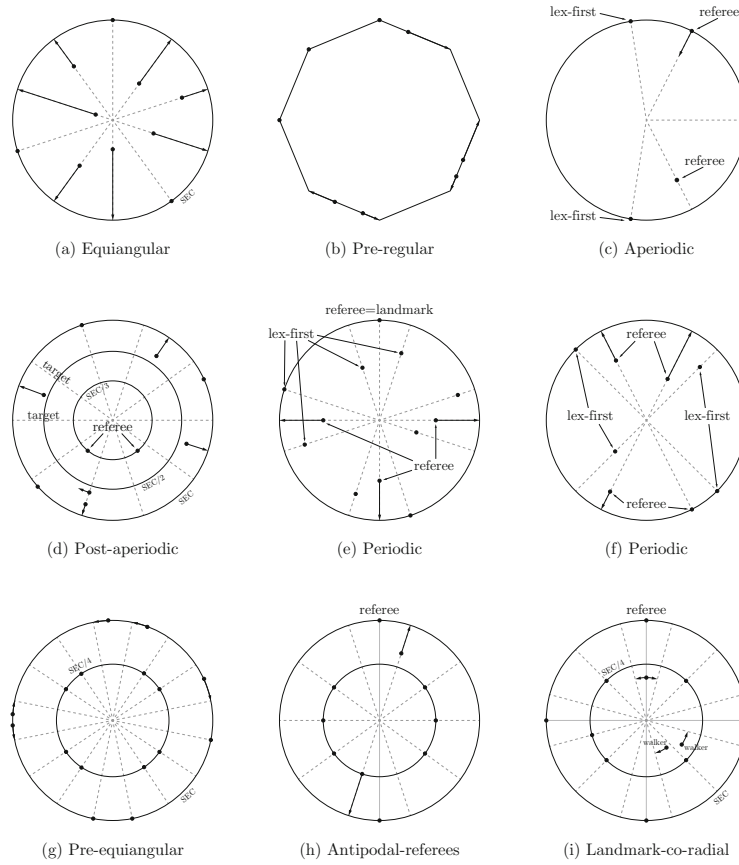 SEC
(a) Equiangular
(b) Pre-regular
lex-first
referee
referee
lex-first
(c) Aperiodic
target
SEC/3
target
referee
SEC/2
SEC
(d) Post-aperiodic
referee=landmark
lex-first
referee
(e) Periodic
referee
lex-first
lex-first
referee
(f) Periodic
SEC/4
SEC
(g) Pre-equiangular
referee
(h) Antipodal-referees
referee
SEC/4
walker
walker
SEC
(i) Landmark-co-radial